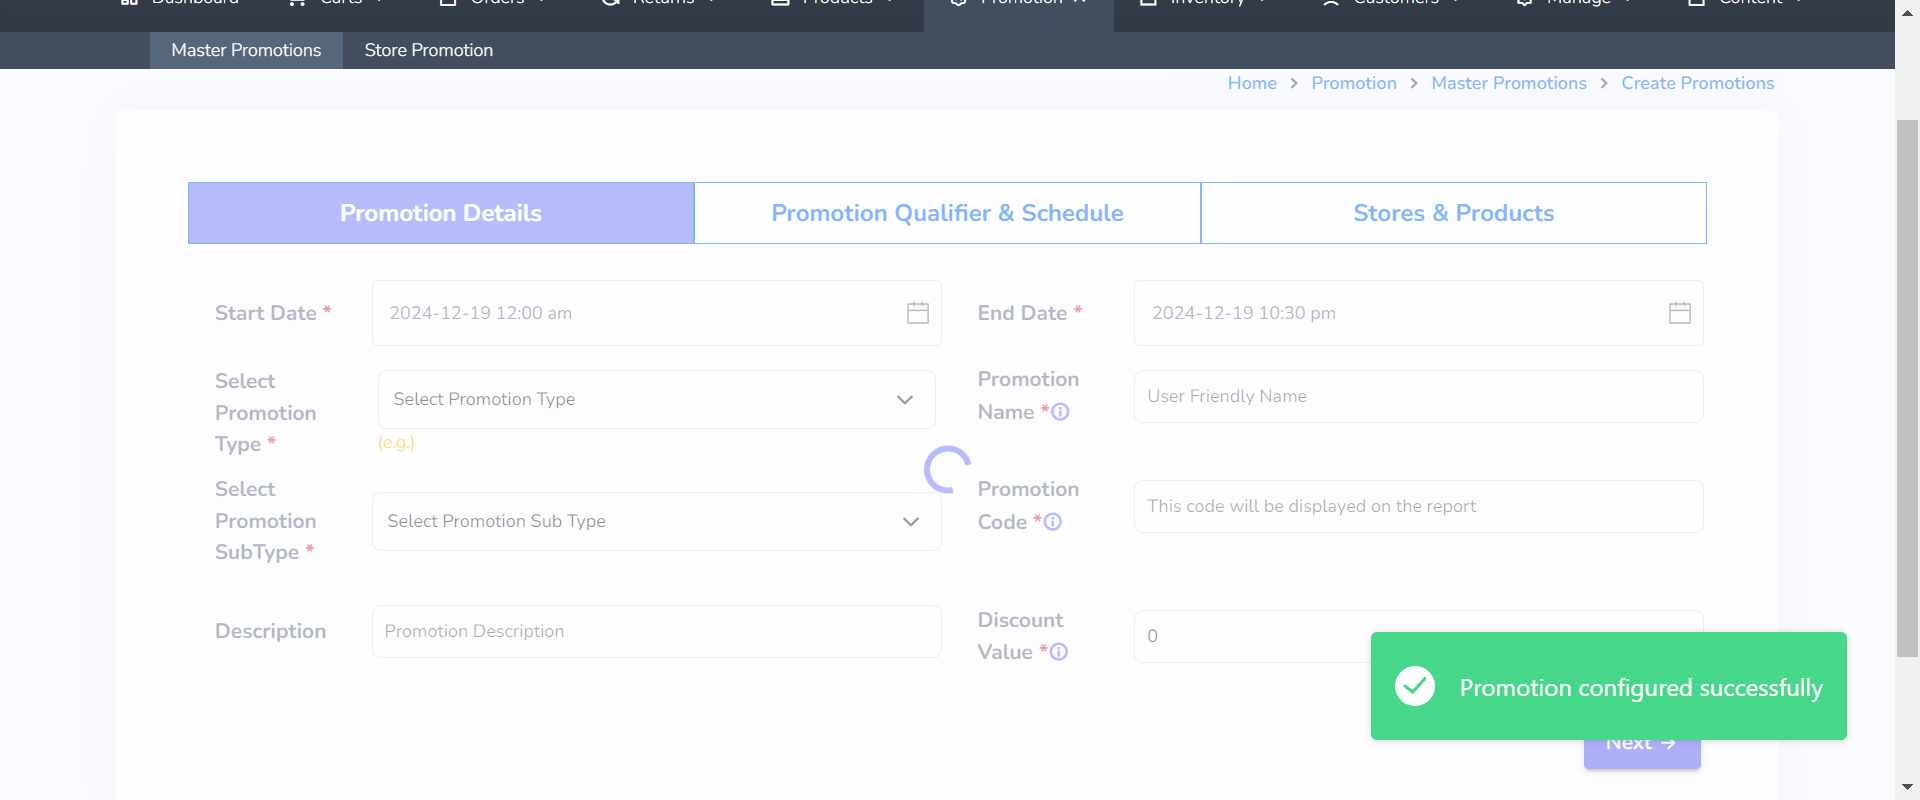 Dashboard Carts Orders Returns Products Promotion Inventory Customers Manage Content
Master Promotions Store Promotion
Home > Promotion > Master Promotions > Create Promotions
Promotion Details Promotion Qualifier & Schedule Stores & Products
Start Date * 2024-12-19 12:00 am End Date * 2024-12-19 10:30 pm
Select
Promotion
Type *
Select Promotion Type
(e.g.)
Promotion
Name *
User Friendly Name
Select
Promotion
SubType *
Select Promotion Sub Type
Promotion
Code *
This code will be displayed on the report
Description Promotion Description
Discount
Value *
0
Promotion configured successfully
Next →